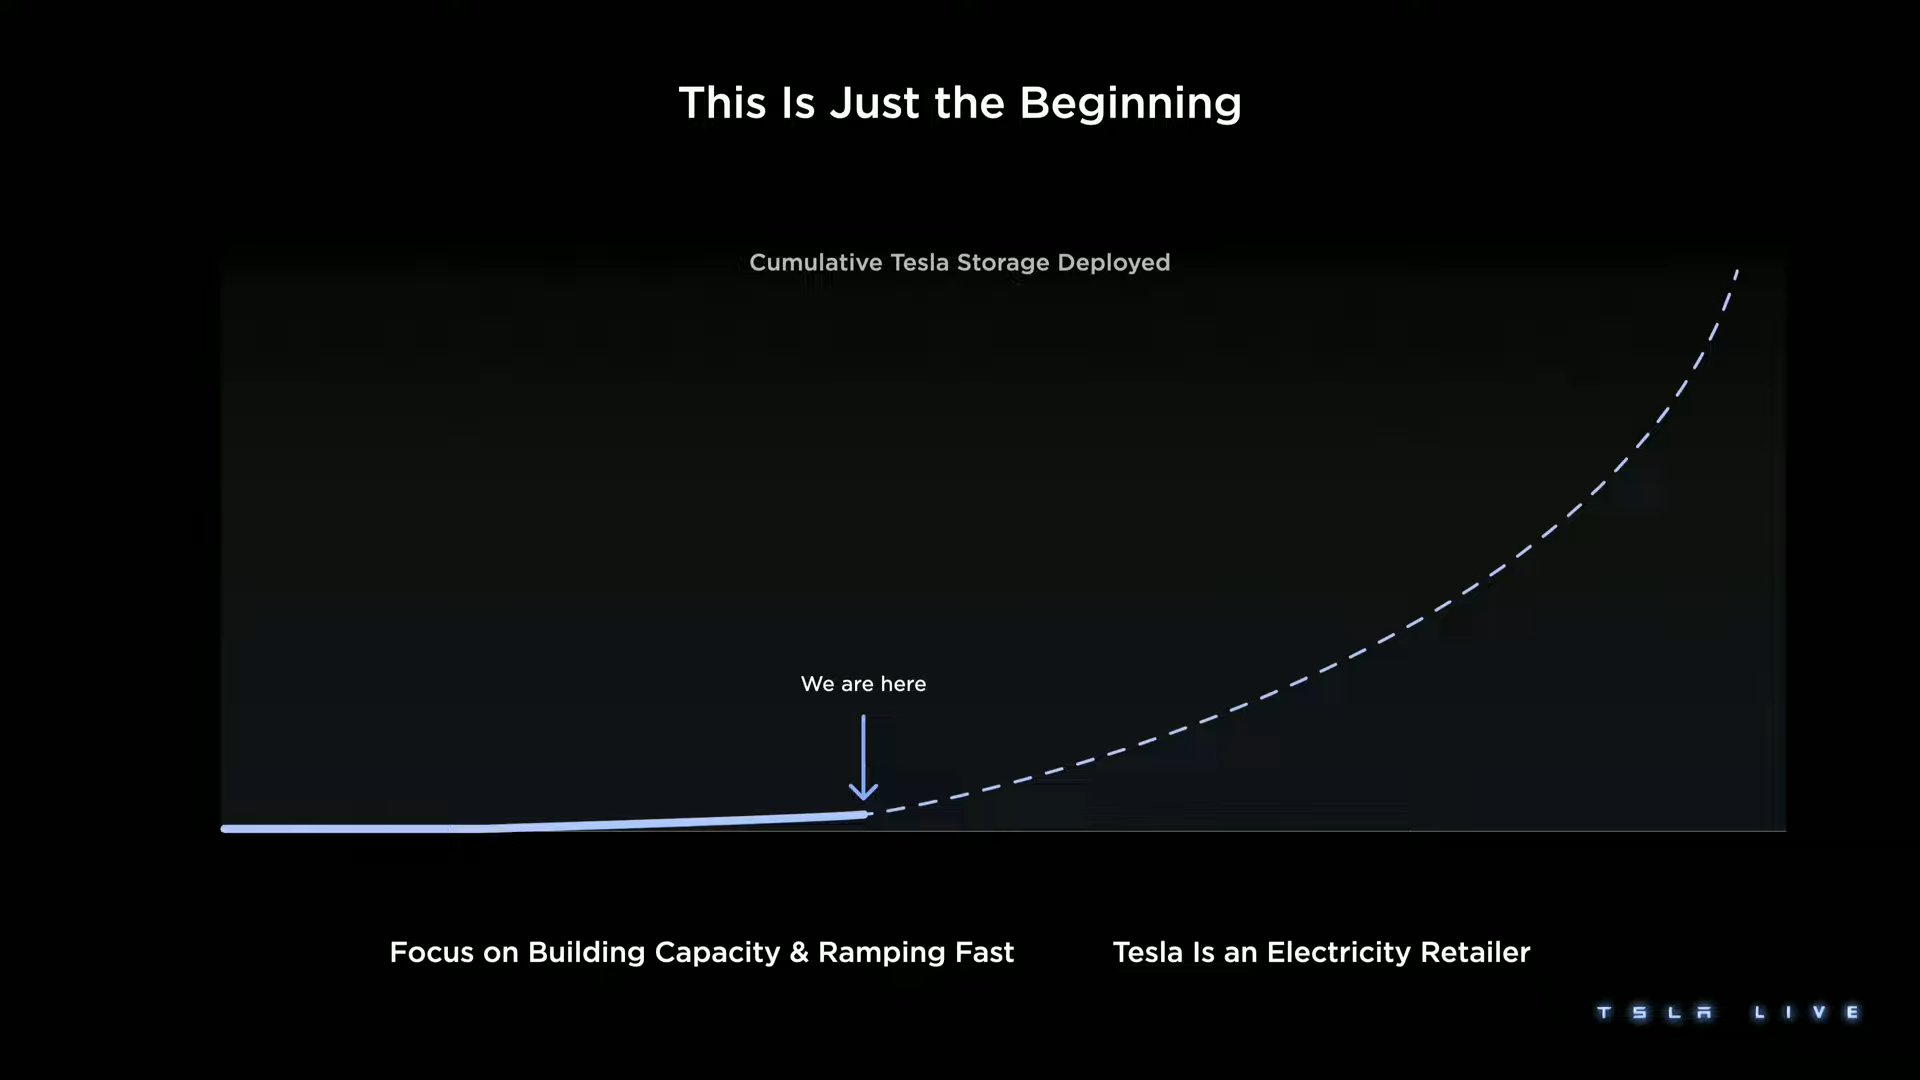 This Is Just the Beginning
Cumulative Tesla Storage Deployed
We are here
Focus on Building Capacity & Ramping Fast
Tesla Is an Electricity Retailer
TSLA LIVE